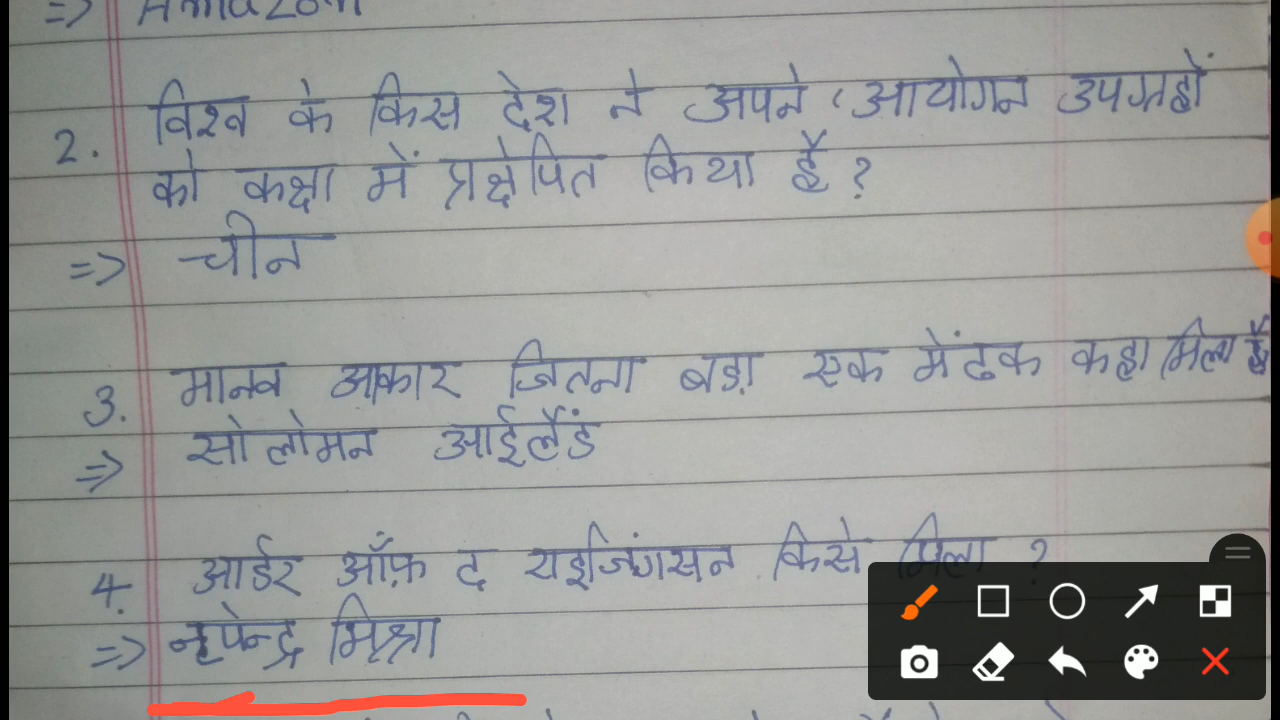 => Amazon
2. विश्व के किस देश ने अपने 'आयोगन उपग्रहों
को कक्षा में प्रक्षेपित किया है ?
=> चीन
3. मानव आकार जितना बड़ा एक मेंढक कहा मिला है
=> सोलोमन आईलैंड
4. आर्डर ऑफ़ द राइजिंगसन किसे मिला ?
=> नृपेन्द्र मिश्रा